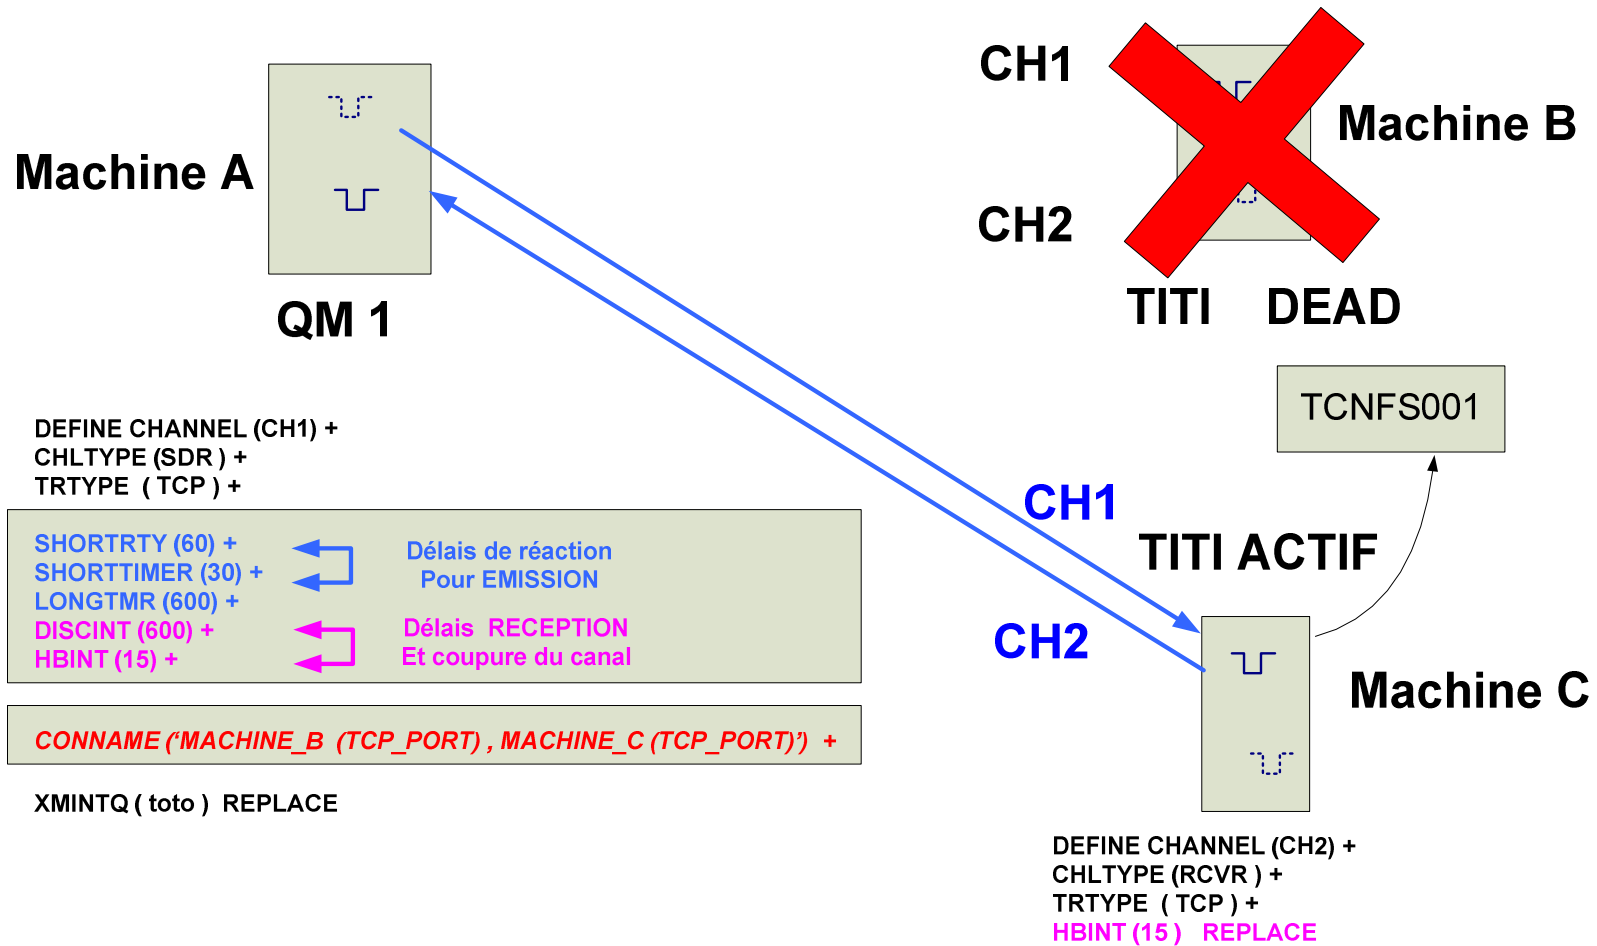 CH1
Machine B
Machine A
CH2
TITI DEAD
QM 1
TCNFS001
DEFINE CHANNEL (CH1) +
CHLTYPE (SDR ) +
TRTYPE ( TCP ) +
SHORTRTY (60) +
SHORTTIMER (30) +
LONGTMR (600) +
DISCINT (600) +
HBINT (15) +
Délais de réaction
Pour EMISSION
Délais RECEPTION
Et coupure du canal
CONNAME (‘MACHINE_B (TCP_PORT) , MACHINE_C (TCP_PORT)’) +
XMINTQ ( toto ) REPLACE
CH1
TITI ACTIF
CH2
Machine C
DEFINE CHANNEL (CH2) +
CHLTYPE (RCVR ) +
TRTYPE ( TCP ) +
HBINT (15 ) REPLACE